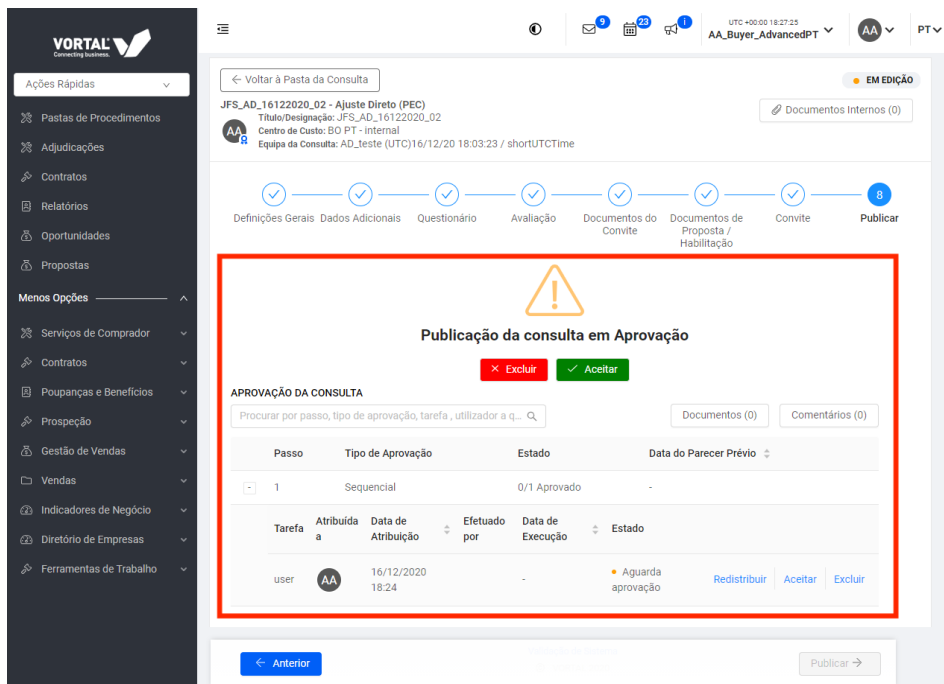 VORTAL
Connecting business.
Ações Rápidas
Pastas de Procedimentos
Adjudicações
Contratos
Relatórios
Oportunidades
Propostas
Menos Opções
Serviços de Comprador
Contratos
Poupanças e Benefícios
Prospeção
Gestão de Vendas
Vendas
Indicadores de Negócio
Diretório de Empresas
Ferramentas de Trabalho
9
23
i
UTC +00:00 18:27:25
AA_Buyer_AdvancedPT
AA
PT
← Voltar à Pasta da Consulta
EM EDIÇÃO
JFS_AD_16122020_02 - Ajuste Direto (PEC)
Título/Designação: JFS_AD_16122020_02
AA
Centro de Custo: BO PT - internal
Equipa da Consulta: AD_teste (UTC)16/12/20 18:03:23 / shortUTCTime
Documentos Internos (0)
8
Definições Gerais
Dados Adicionais
Questionário
Avaliação
Documentos do
Convite
Documentos de
Proposta /
Habilitação
Convite
Publicar
Publicação da consulta em Aprovação
× Excluir
✓ Aceitar
APROVAÇÃO DA CONSULTA
Procurar por passo, tipo de aprovação, tarefa , utilizador a q...
Documentos (0)
Comentários (0)
Passo Tipo de Aprovação Estado Data do Parecer Prévio
- 1 Sequencial 0/1 Aprovado -
Tarefa
Atribuída
a
Data de
Atribuição
Efetuado
por
Data de
Execução
Estado
user
AA
16/12/2020
18:24
-
Aguarda
aprovação
Redistribuir
Aceitar
Excluir
← Anterior
Publicar →